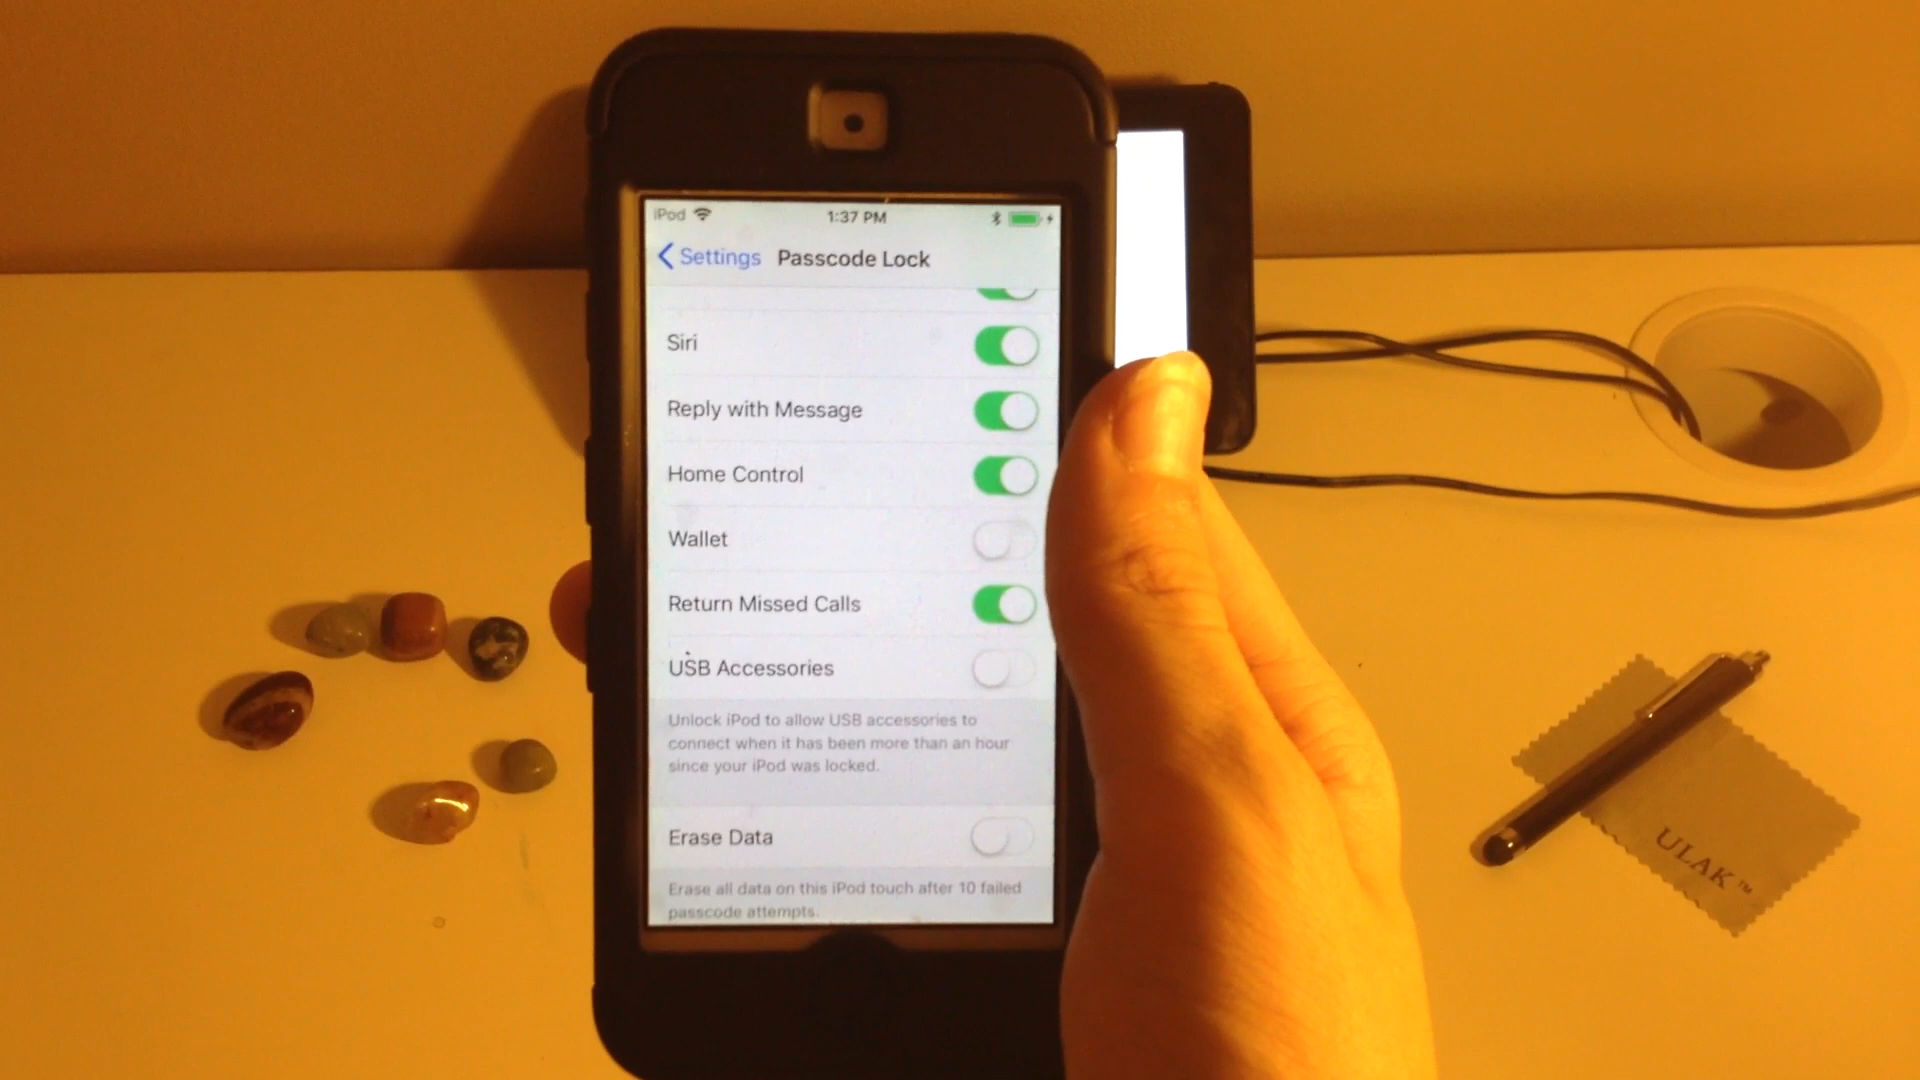 iPod 1:37 PM
Settings Passcode Lock
Siri
Reply with Message
Home Control
Wallet
Return Missed Calls
USB Accessories
Unlock iPod to allow USB accessories to
connect when it has been more than an hour
since your iPod was locked.
Erase Data
Erase all data on this iPod touch after 10 failed
passcode attempts.
ULAK™